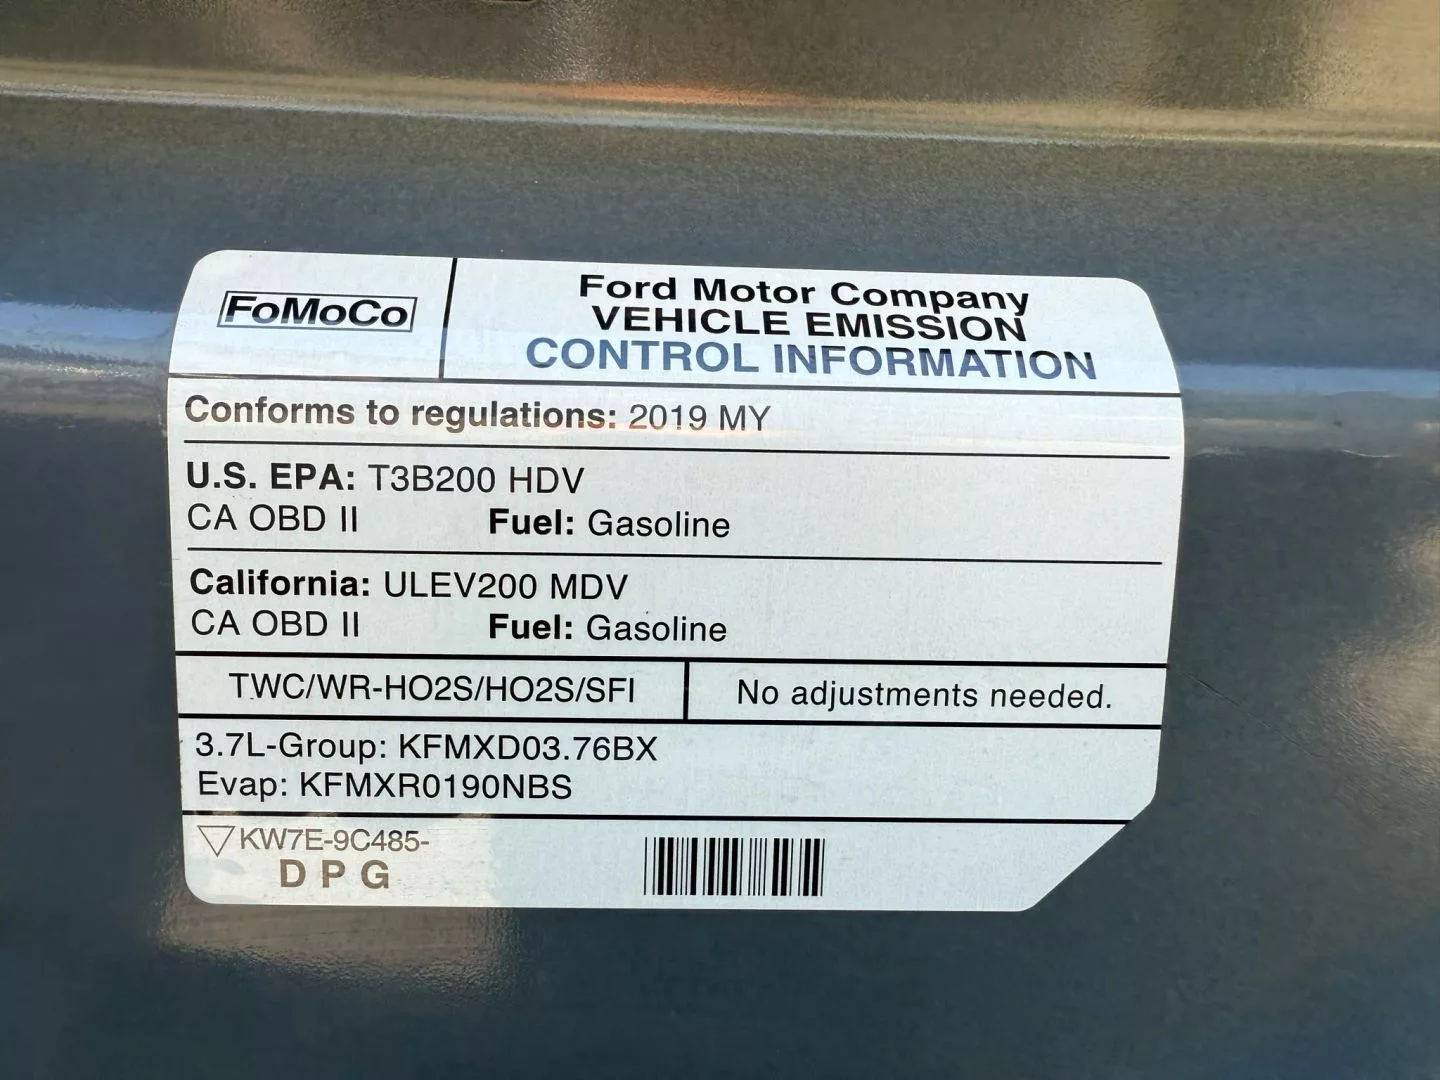 FoMoCo
Ford Motor Company
VEHICLE EMISSION
CONTROL INFORMATION
Conforms to regulations: 2019 MY
U.S. EPA: T3B200 HDV
CA OBD II Fuel: Gasoline
California: ULEV200 MDV
CA OBD II Fuel: Gasoline
TWC/WR-HO2S/HO2S/SFI
No adjustments needed.
3.7L-Group: KFMXD03.76BX
Evap: KFMXR0190NBS
KW7E-9C485-
D P G